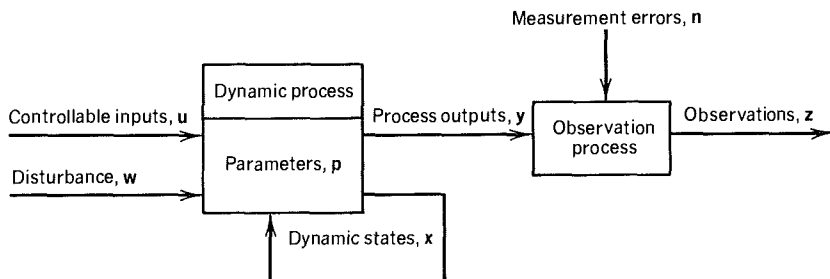 Measurement errors, n
Dynamic process
Controllable inputs, u
Process outputs, y
Observation
process
Observations, z
Parameters, p
Disturbance, w
Dynamic states, x